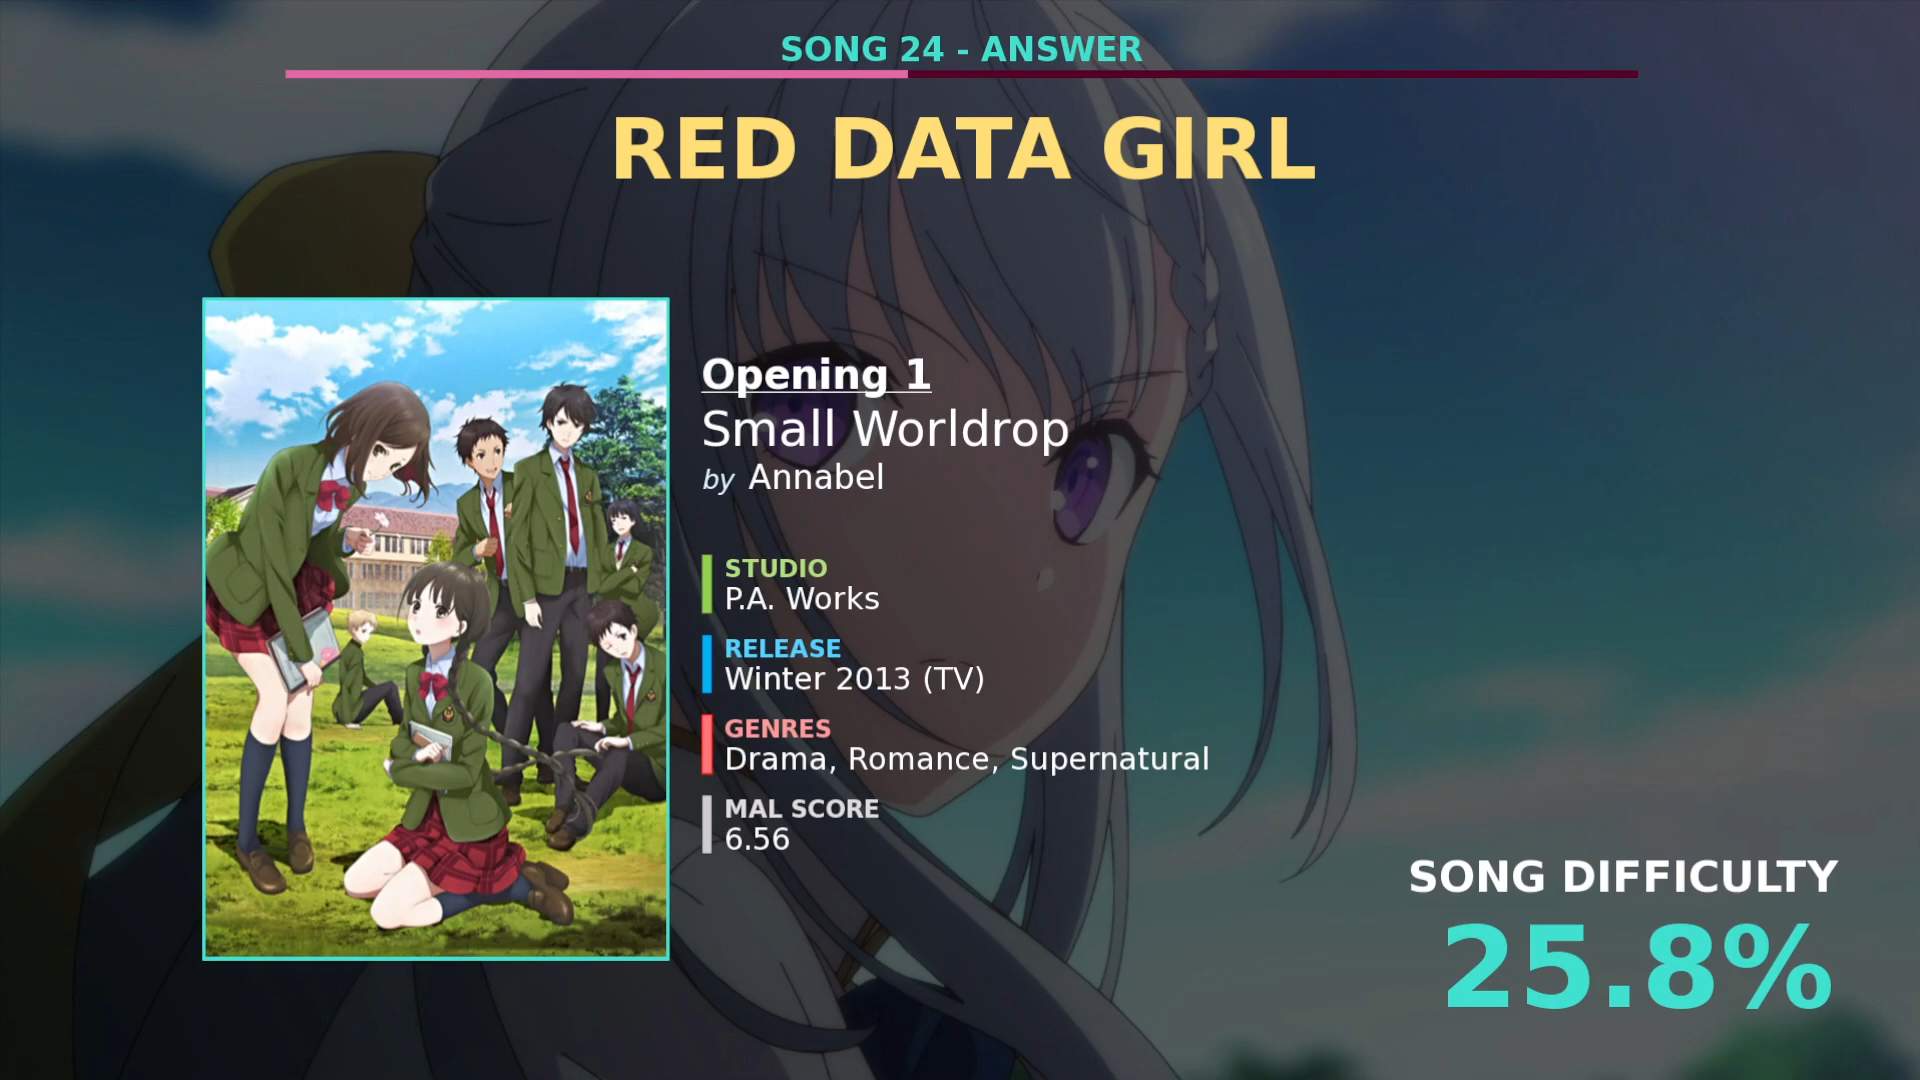 SONG 24 - ANSWER
RED DATA GIRL
Opening 1
Small Worldrop
by Annabel
STUDIO
P.A. Works
RELEASE
Winter 2013 (TV)
GENRES
Drama, Romance, Supernatural
MAL SCORE
6.56
SONG DIFFICULTY
25.8%